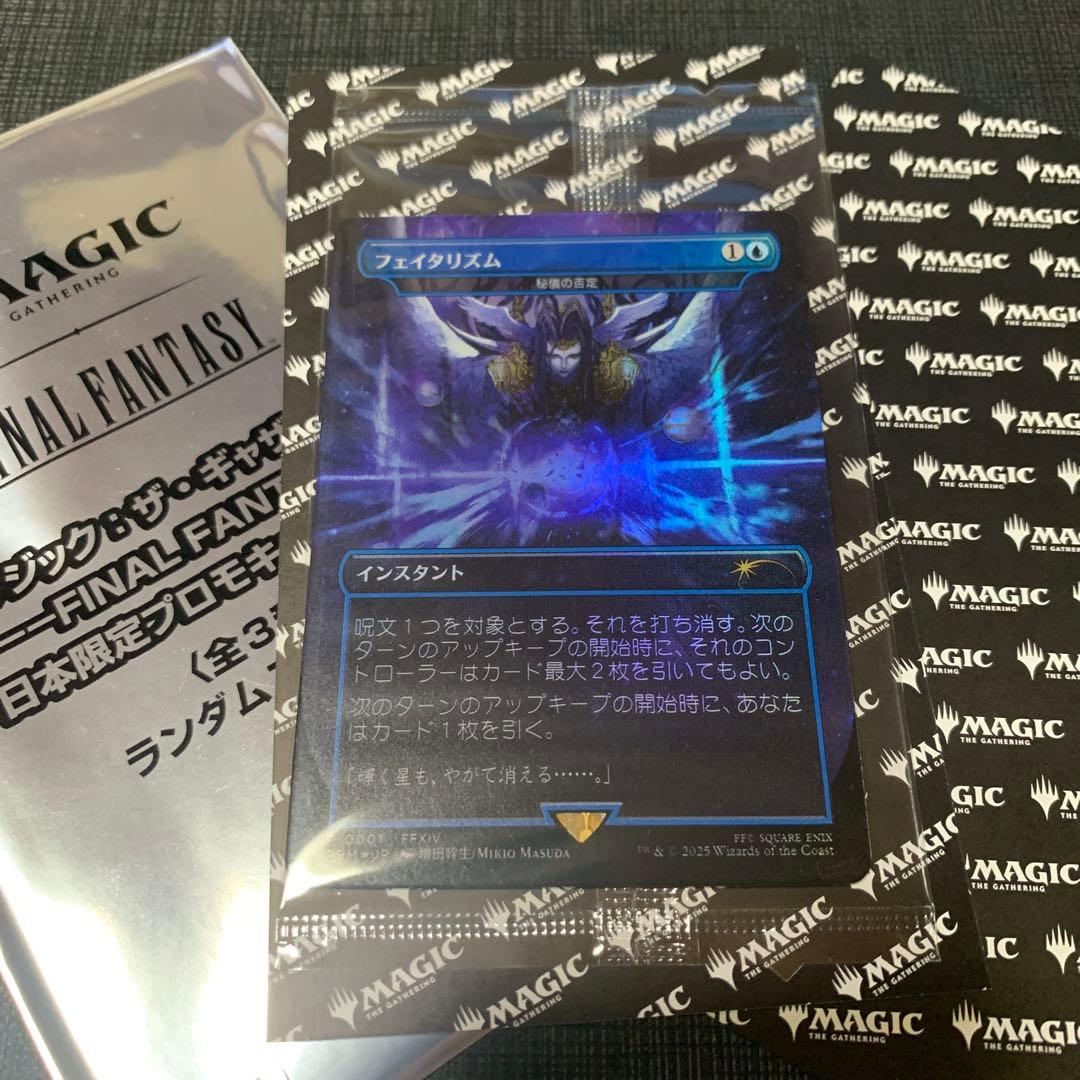 MAGIC
GATHERING
FINAL FANTASY
ジック：ザ・ギャザ
—FINAL FANT
日本限定プロモキ
〈全3
ランダム
フェイタリズム
1
秘儀の否定
インスタント
呪文１つを対象とする。それを打ち消す。次の
ターンのアップキープの開始時に、それのコント
ローラーはカード最大２枚を引いてもよい。
次のターンのアップキープの開始時に、あなた
はカード１枚を引く。
「輝く星も、やがて消える……。」
0001 FFXIV
増田幹生/MIKIO MASUDA
FF© SQUARE ENIX
™ & © 2025 Wizards of the Coast
MAGIC
THE GATHERING